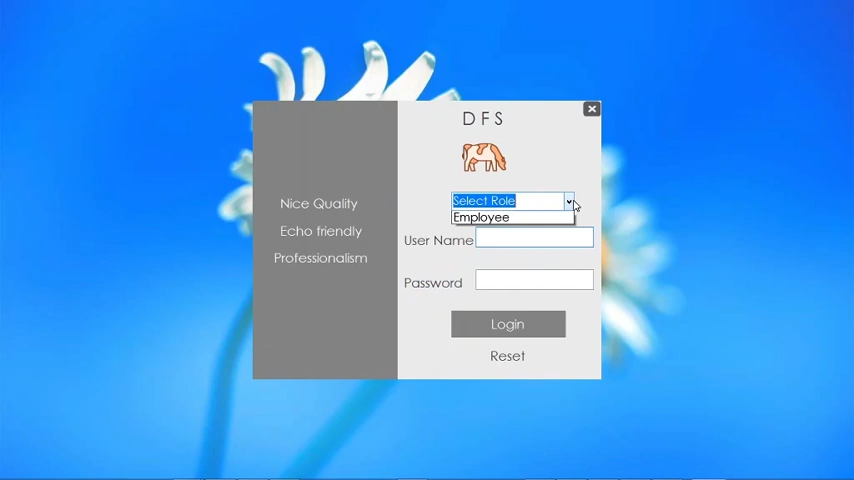 D F S
Nice Quality
Echo friendly
Professionalism
Select Role
Employee
User Name
Password
Login
Reset